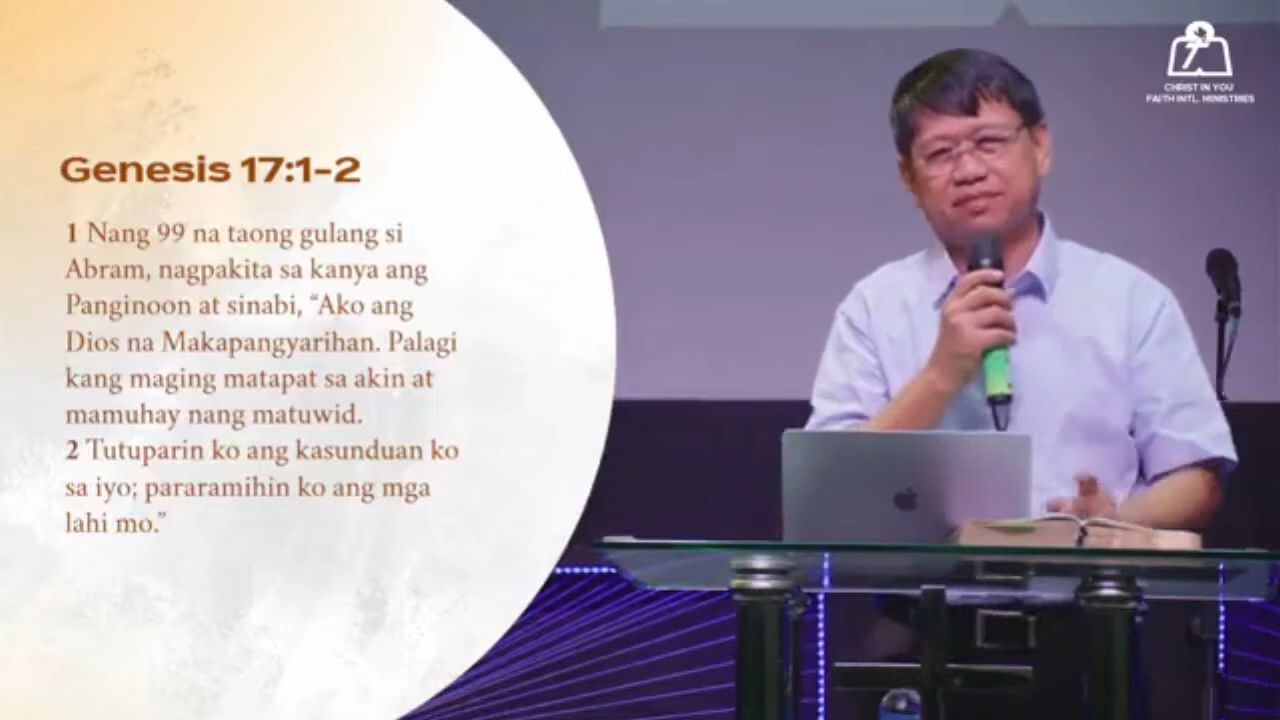 Genesis 17:1-2
1 Nang 99 na taong gulang si
Abram, nagpakita sa kanya ang
Panginoon at sinabi, “Ako ang
Dios na Makapangyarihan. Palagi
kang maging matapat sa akin at
mamuhay nang matuwid.
2 Tutuparin ko ang kasunduan ko
sa iyo; pararamihin ko ang mga
lahi mo.”
CHRIST IN YOU
FAITH INTL. MINISTRIES